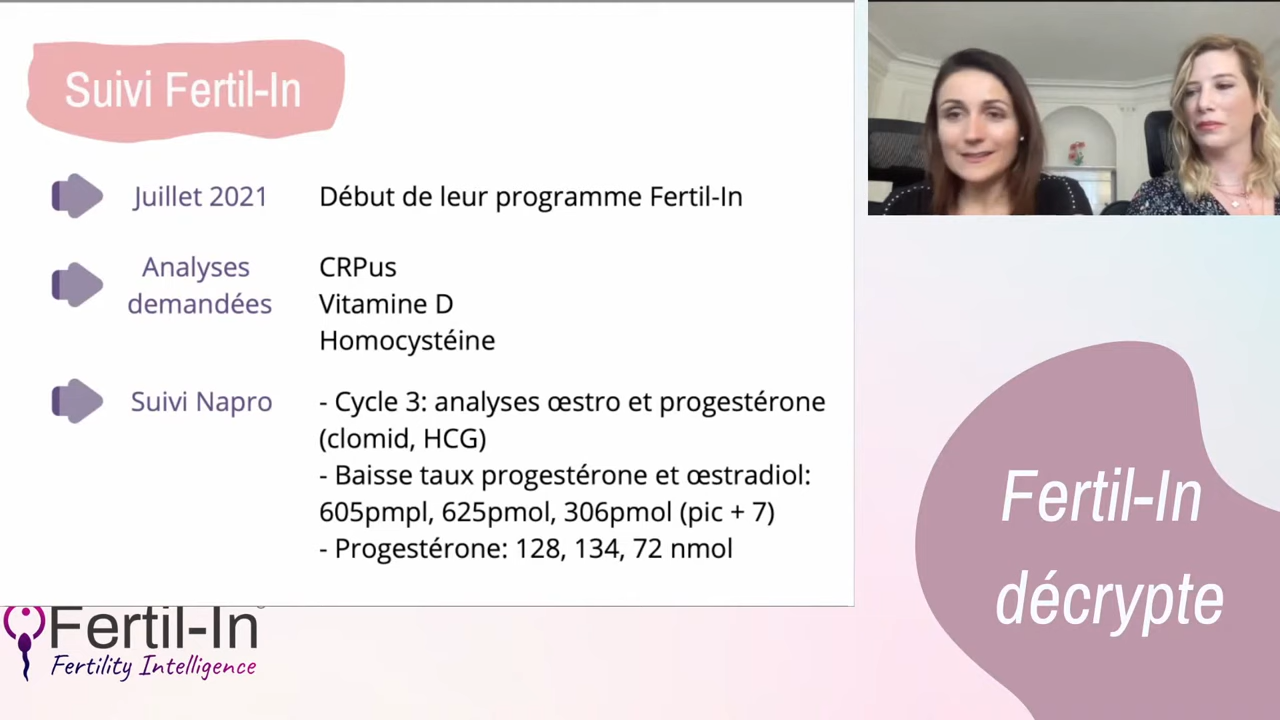 Suivi Fertil-In
Juillet 2021
Début de leur programme Fertil-In
Analyses
demandées
CRPus
Vitamine D
Homocystéine
Suivi Napro
- Cycle 3: analyses œstro et progestérone
(clomid, HCG)
- Baisse taux progestérone et œstradiol:
605pmpl, 625pmol, 306pmol (pic + 7)
- Progestérone: 128, 134, 72 nmol
Fertil-In
Fertility Intelligence
Fertil-In
décrypte